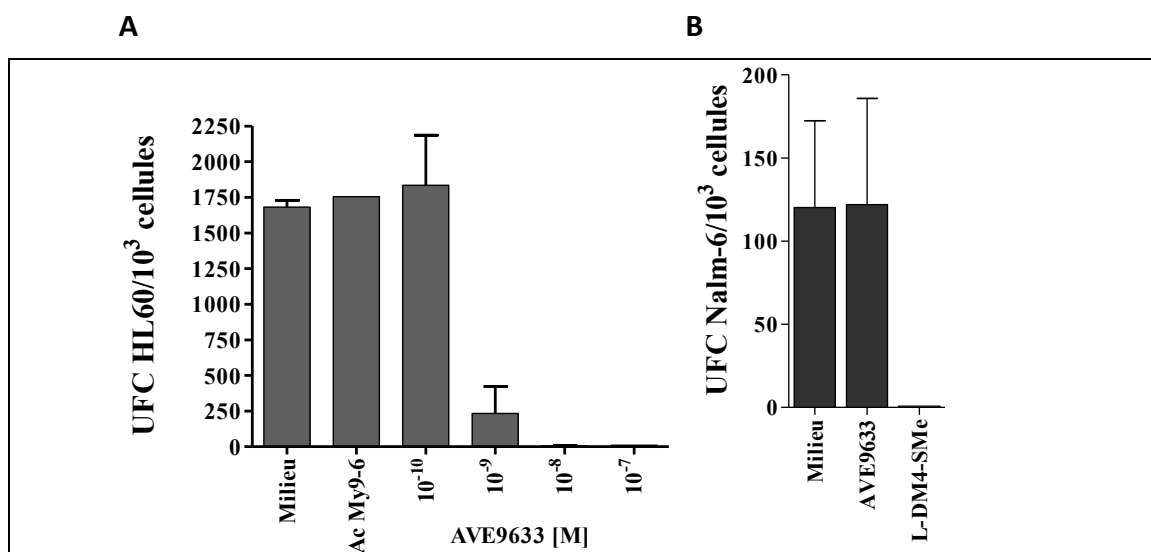 A
B
UFC HL60/10³ cellules
2250
2000
1750
1500
1250
1000
750
500
250
0
Milieu
Ac My9-6
10⁻¹⁰
10⁻⁹
10⁻⁸
10⁻⁷
AVE9633 [M]
UFC Nalm-6/10³ cellules
200
150
100
50
0
Milieu
AVE9633
L-DM4-SMe